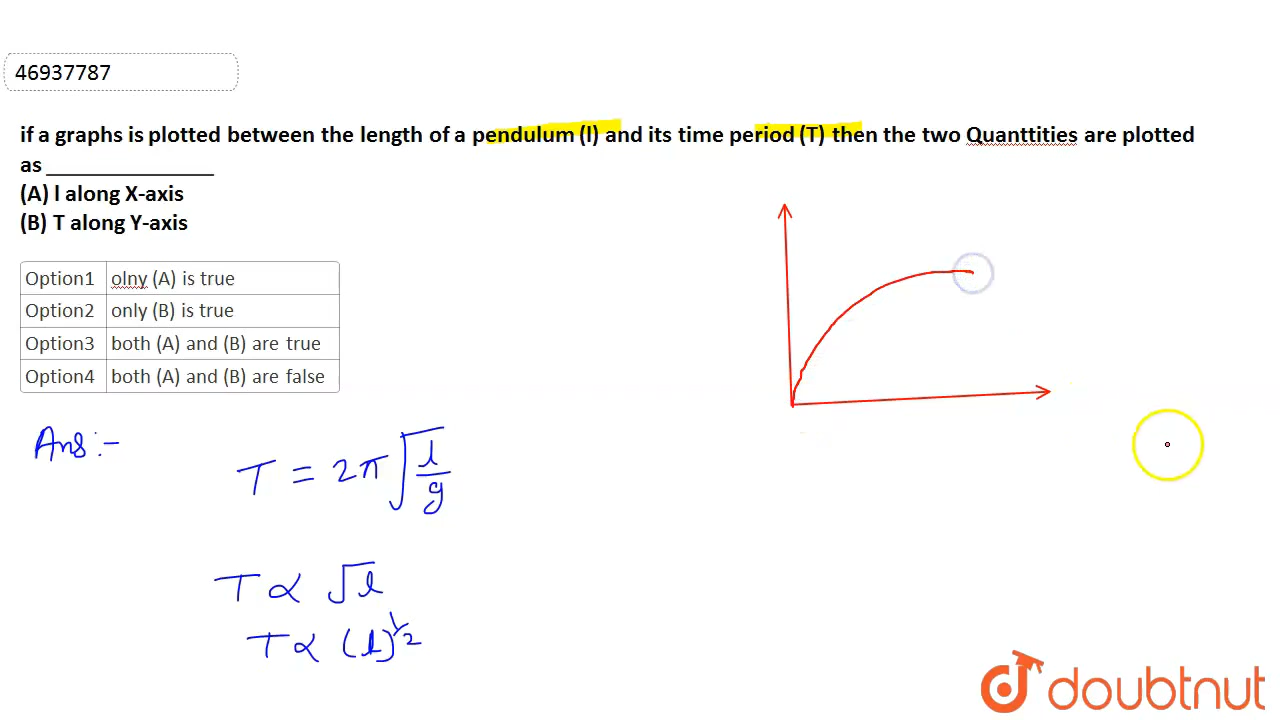 46937787
if a graphs is plotted between the length of a pendulum (l) and its time period (T) then the two Quanttities are plotted
as _______________
(A) l along X-axis
(B) T along Y-axis
Option1 olny (A) is true
Option2 only (B) is true
Option3 both (A) and (B) are true
Option4 both (A) and (B) are false
Ans:-
T = 2π√(l/g)
T ∝ √l
T ∝ (l)^1/2
doubtnut